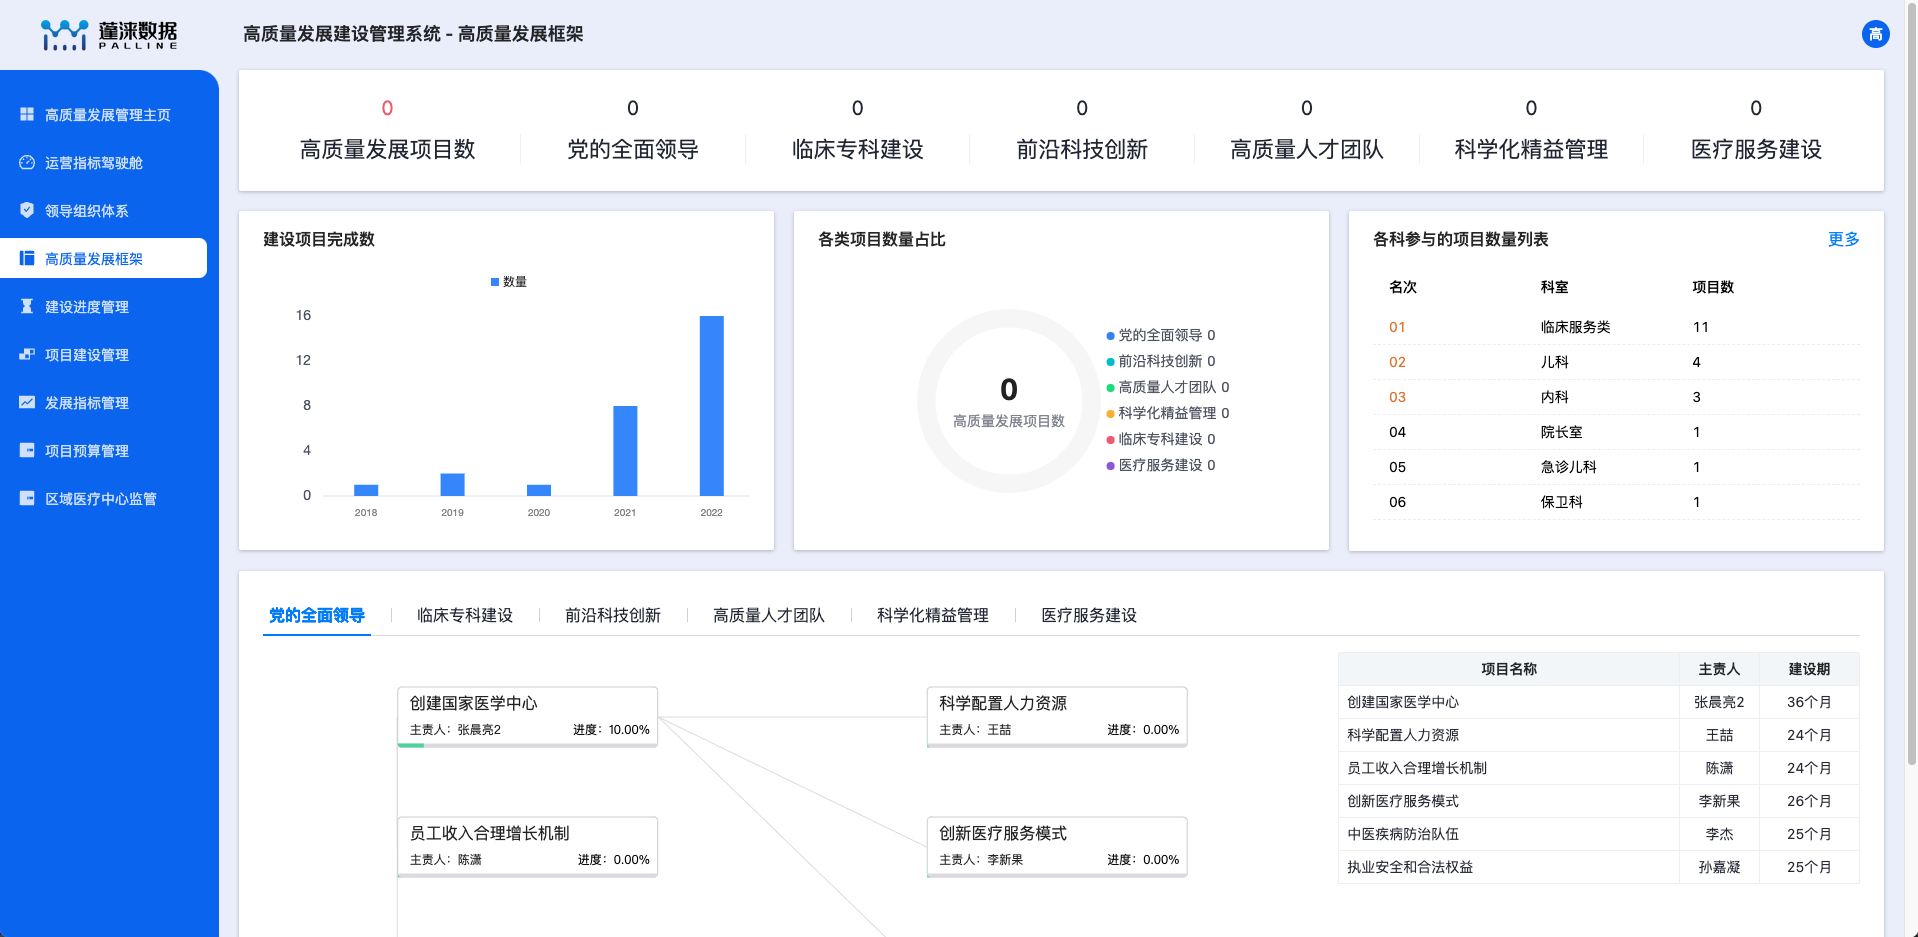 蓬涞数据
PALLINE
高质量发展建设管理系统 - 高质量发展框架
高
高质量发展管理主页
运营指标驾驶舱
领导组织体系
高质量发展框架
建设进度管理
项目建设管理
发展指标管理
项目预算管理
区域医疗中心监管
0
高质量发展项目数
0
党的全面领导
0
临床专科建设
0
前沿科技创新
0
高质量人才团队
0
科学化精益管理
0
医疗服务建设
建设项目完成数
数量
16
12
8
4
0
2018 2019 2020 2021 2022
各类项目数量占比
0
高质量发展项目数
党的全面领导 0
前沿科技创新 0
高质量人才团队 0
科学化精益管理 0
临床专科建设 0
医疗服务建设 0
各科参与的项目数量列表 更多
名次 科室 项目数
01 临床服务类 11
02 儿科 4
03 内科 3
04 院长室 1
05 急诊儿科 1
06 保卫科 1
党的全面领导 临床专科建设 前沿科技创新 高质量人才团队 科学化精益管理 医疗服务建设
创建国家医学中心
主责人：张晨亮2 进度：10.00%
科学配置人力资源
主责人：王喆 进度：0.00%
员工收入合理增长机制
主责人：陈潇 进度：0.00%
创新医疗服务模式
主责人：李新果 进度：0.00%
项目名称 主责人 建设期
创建国家医学中心 张晨亮2 36个月
科学配置人力资源 王喆 24个月
员工收入合理增长机制 陈潇 24个月
创新医疗服务模式 李新果 26个月
中医疾病防治队伍 李杰 25个月
执业安全和合法权益 孙嘉凝 25个月